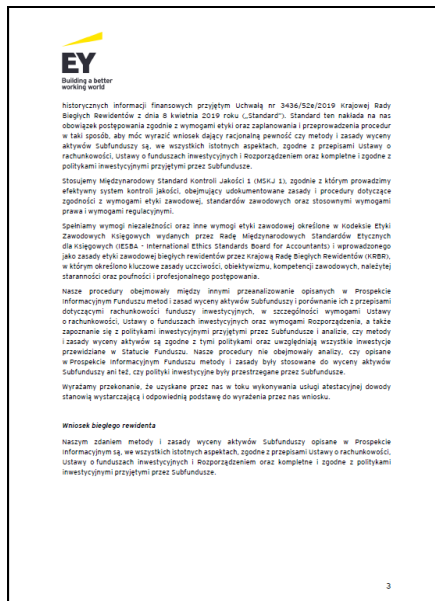 EY
Building a better
working world
historycznych informacji finansowych przyjętym Uchwałą nr 3436/52e/2019 Krajowej Rady
Biegłych Rewidentów z dnia 8 kwietnia 2019 roku („Standard"). Standard ten nakłada na nas
obowiązek postępowania zgodnie z wymogami etyki oraz zaplanowania i przeprowadzenia procedur
w taki sposób, aby móc wyrazić wniosek dający racjonalną pewność czy metody i zasady wyceny
aktywów Subfunduszy są, we wszystkich istotnych aspektach, zgodne z przepisami Ustawy o
rachunkowości, Ustawy o funduszach inwestycyjnych i Rozporządzeniem oraz kompletne i zgodne z
politykami inwestycyjnymi przyjętymi przez Subfundusze.
Stosujemy Międzynarodowy Standard Kontroli Jakości 1 (MSKJ 1), zgodnie z którym prowadzimy
efektywny system kontroli jakości, obejmujący udokumentowane zasady i procedury dotyczące
zgodności z wymogami etyki zawodowej, standardów zawodowych oraz stosownymi wymogami
prawa i wymogami regulacyjnymi.
Spełniamy wymogi niezależności oraz inne wymogi etyki zawodowej określone w Kodeksie Etyki
Zawodowych Księgowych wydanych przez Radę Międzynarodowych Standardów Etycznych
dla Księgowych (IESBA - International Ethics Standards Board for Accountants) i wprowadzonego
jako zasady etyki zawodowej biegłych rewidentów przez Krajową Radę Biegłych Rewidentów (KRBR),
w którym określono kluczowe zasady uczciwości, obiektywizmu, kompetencji zawodowych, należytej
staranności oraz poufności i profesjonalnego postępowania.
Nasze procedury obejmowały między innymi przeanalizowanie opisanych w Prospekcie
Informacyjnym Funduszu metod i zasad wyceny aktywów Subfunduszy i porównanie ich z przepisami
dotyczącymi rachunkowości funduszy inwestycyjnych, w szczególności wymogami Ustawy
o rachunkowości, Ustawy o funduszach inwestycyjnych oraz wymogami Rozporządzenia, a także
zapoznanie się z politykami inwestycyjnymi przyjętymi przez Subfundusze i analizie, czy metody
i zasady wyceny aktywów są zgodne z tymi politykami oraz uwzględniają wszystkie inwestycje
przewidziane w Statucie Funduszu. Nasze procedury nie obejmowały analizy, czy opisane
w Prospekcie Informacyjnym Funduszu metody i zasady były stosowane do wyceny aktywów
Subfunduszy ani też, czy polityki inwestycyjne były przestrzegane przez Subfundusze.
Wyrażamy przekonanie, że uzyskane przez nas w toku wykonywania usługi atestacyjnej dowody
stanowią wystarczającą i odpowiednią podstawę do wyrażenia przez nas wniosku.
Wniosek biegłego rewidenta
Naszym zdaniem metody i zasady wyceny aktywów Subfunduszy opisane w Prospekcie
Informacyjnym są, we wszystkich istotnych aspektach, zgodne z przepisami Ustawy o rachunkowości,
Ustawy o funduszach inwestycyjnych i Rozporządzeniem oraz kompletne i zgodne z politykami
inwestycyjnymi przyjętymi przez Subfundusze.
3